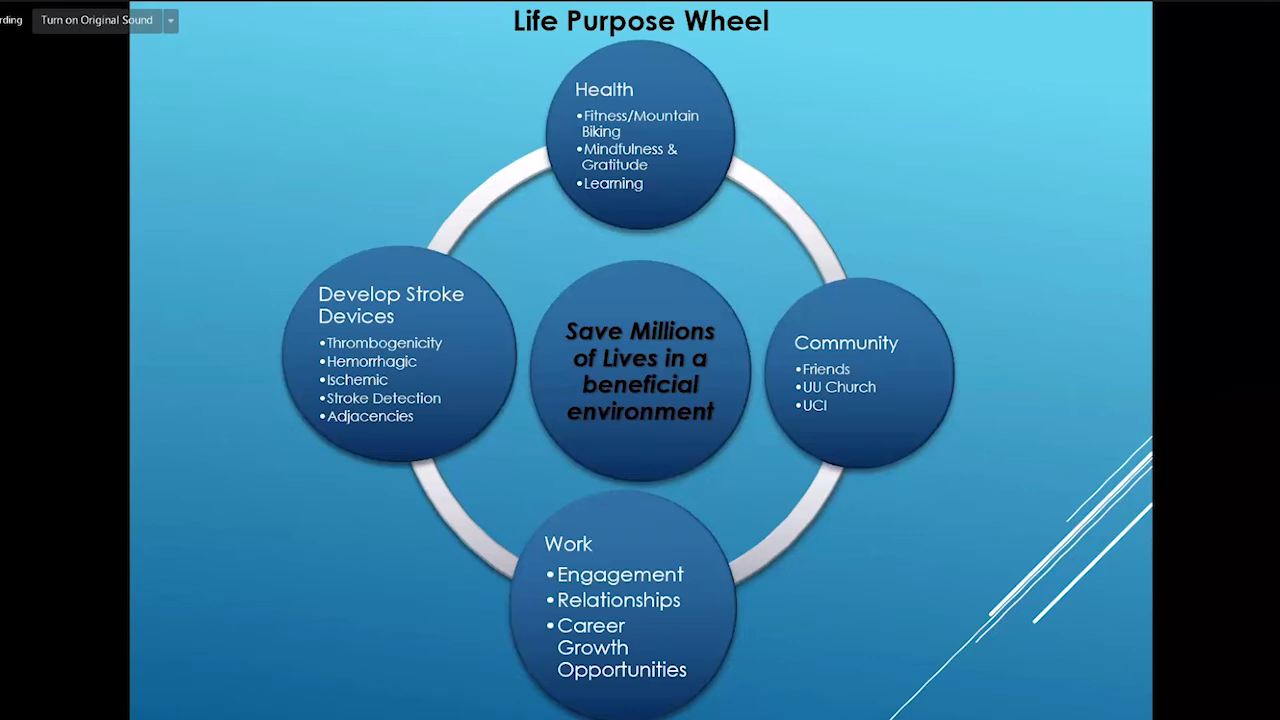 rding
Turn on Original Sound
Life Purpose Wheel
Health
•Fitness/Mountain
Biking
•Mindfulness &
Gratitude
•Learning
Develop Stroke
Devices
•Thrombogenicity
•Hemorrhagic
•Ischemic
•Stroke Detection
•Adjacencies
Save Millions
of Lives in a
beneficial
environment
Community
•Friends
•UU Church
•UCI
Work
•Engagement
•Relationships
•Career
Growth
Opportunities